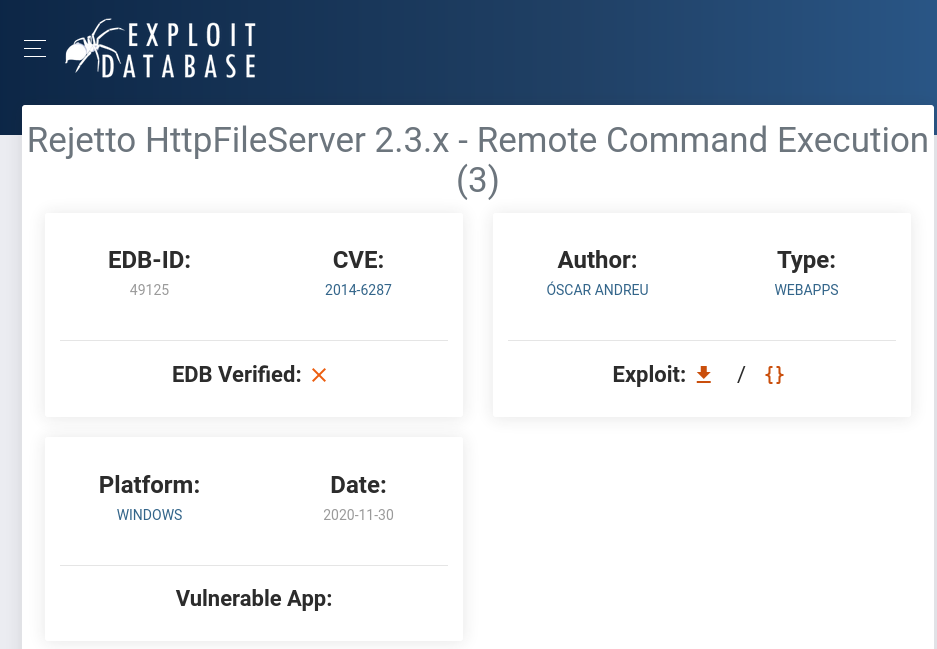 EXPLOIT
DATABASE
Rejetto HttpFileServer 2.3.x - Remote Command Execution
(3)
EDB-ID:
49125
CVE:
2014-6287
EDB Verified:
Author:
ÓSCAR ANDREU
Type:
WEBAPPS
Exploit: / {}
Platform:
WINDOWS
Date:
2020-11-30
Vulnerable App: